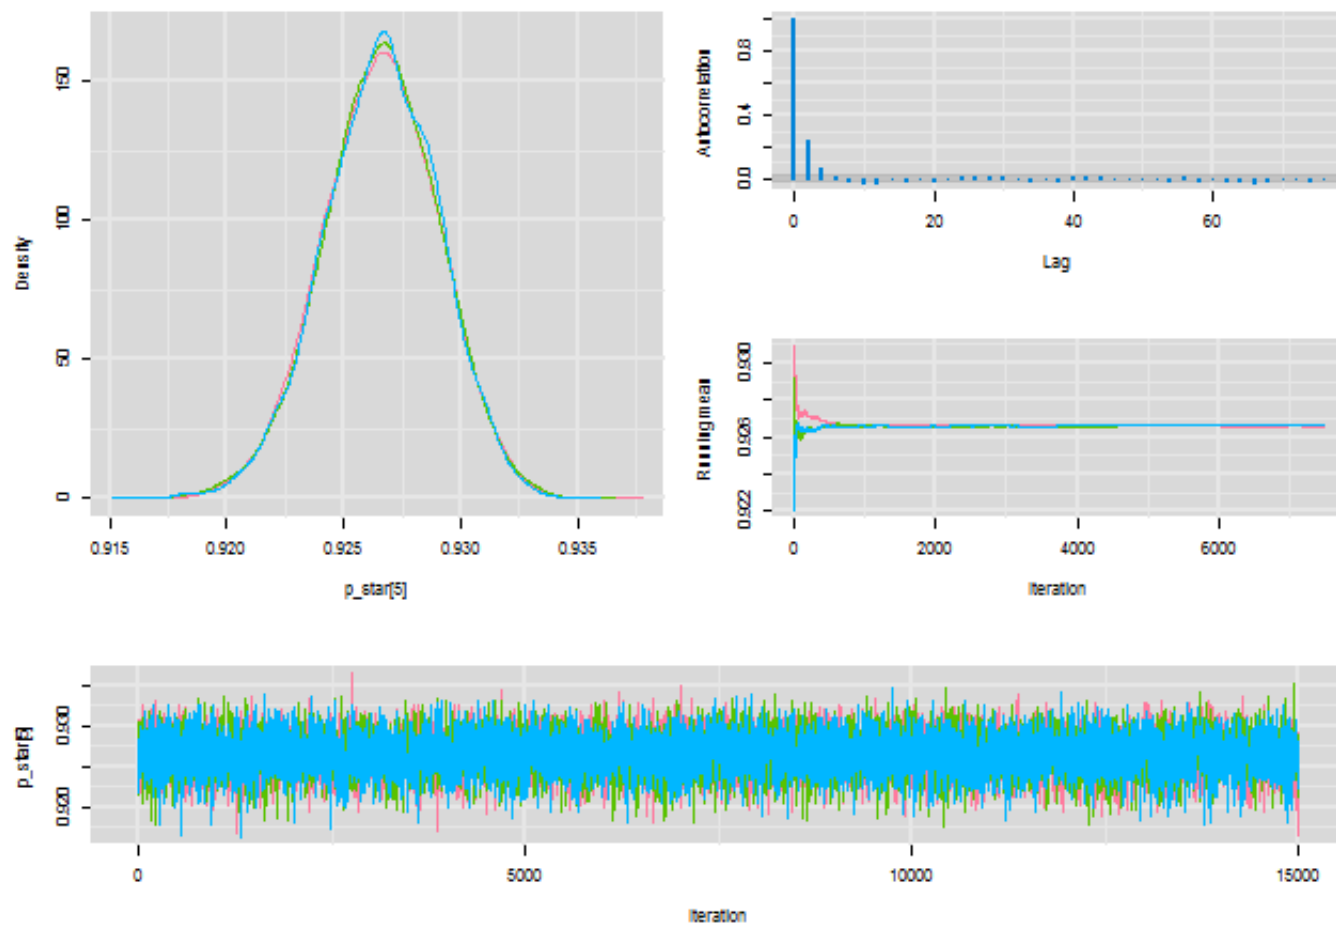 Density
150
100
50
0
0.915 0.920 0.925 0.930 0.935
p_star[5]
Autocorrelation
0.8
0.4
0.0
0 20 40 60
Lag
Running mean
0.930
0.926
0.922
0 2000 4000 6000
Iteration
p_star[5]
0.930
0.920
0 5000 10000 15000
Iteration